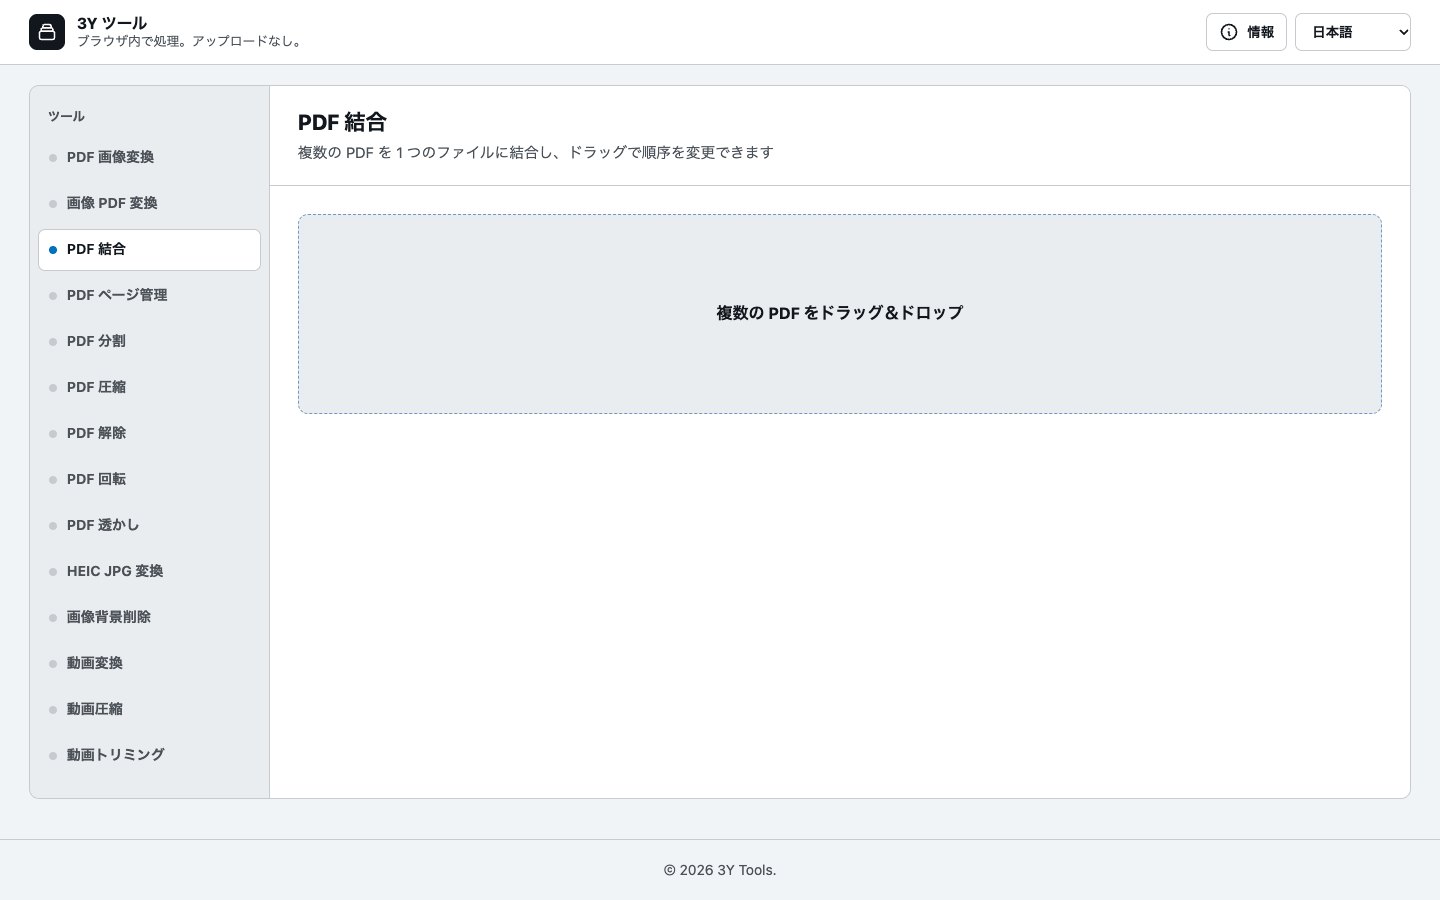 3Y ツール
ブラウザ内で処理。アップロードなし。
情報
日本語
ツール
PDF 画像変換
画像 PDF 変換
PDF 結合
PDF ページ管理
PDF 分割
PDF 圧縮
PDF 解除
PDF 回転
PDF 透かし
HEIC JPG 変換
画像背景削除
動画変換
動画圧縮
動画トリミング
PDF 結合
複数の PDF を 1 つのファイルに結合し、ドラッグで順序を変更できます
複数の PDF をドラッグ＆ドロップ
© 2026 3Y Tools.